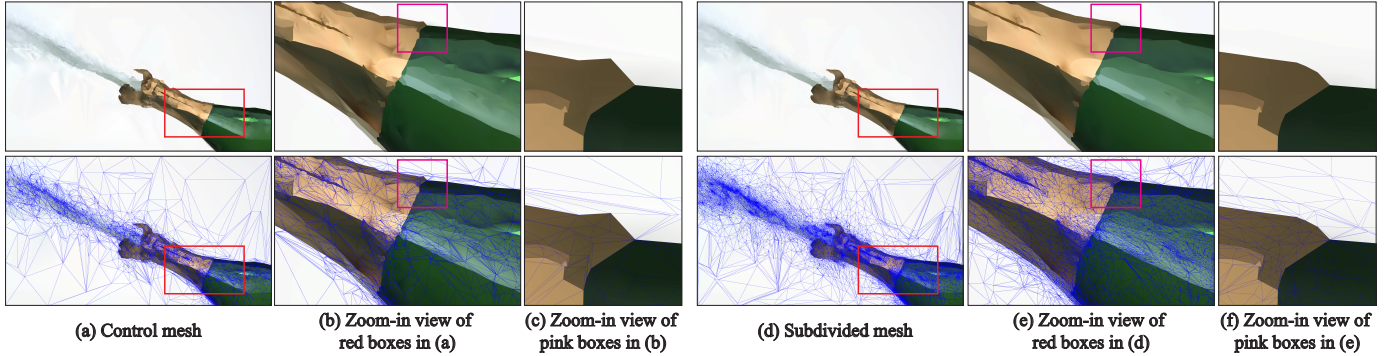 (a) Control mesh
(b) Zoom-in view of
red boxes in (a)
(c) Zoom-in view of
pink boxes in (b)
(d) Subdivided mesh
(e) Zoom-in view of
red boxes in (d)
(f) Zoom-in view of
pink boxes in (e)